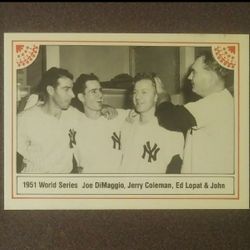 1951 World Series Joe DiMaggio, Jerry Coleman, Ed Lopat & John